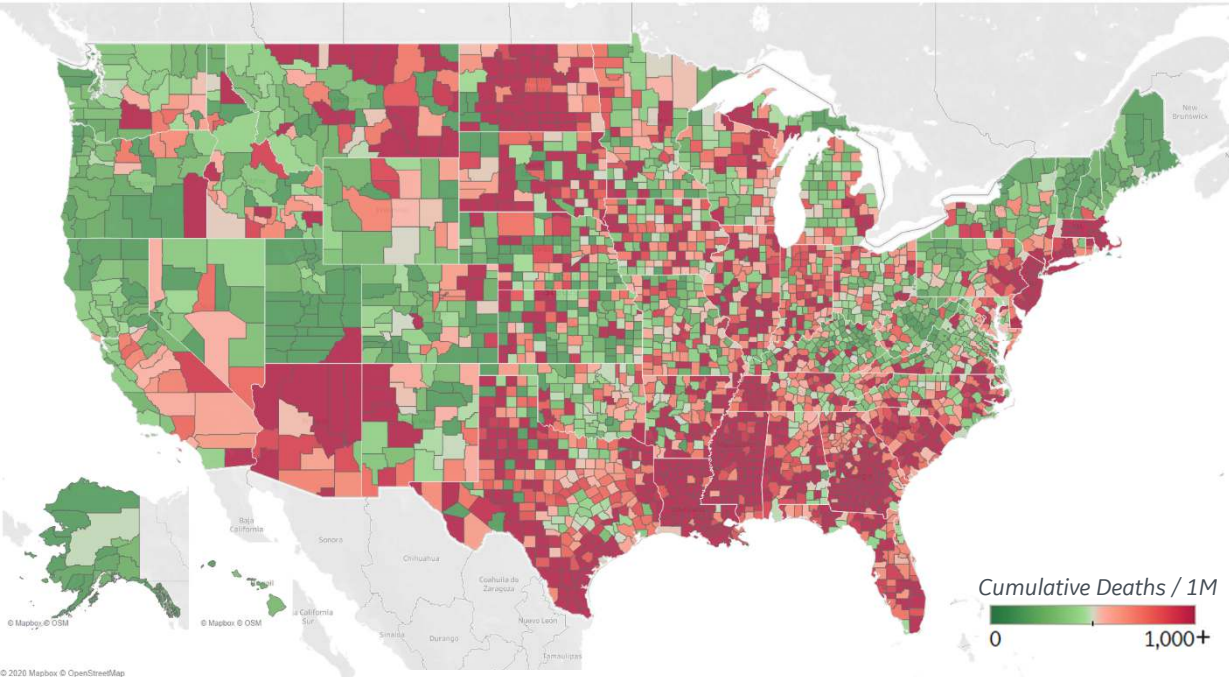 New
Brunswick
Baja
California
Sonora
Chihuahua
Coahuila de
Zaragoza
Nuevo León
Sinaloa
Durango
Tamaulipas
a California
Sur
© Mapbox © OSM
© Mapbox © OSM
Cumulative Deaths / 1M
0
1,000+
© 2020 Mapbox © OpenStreetMap